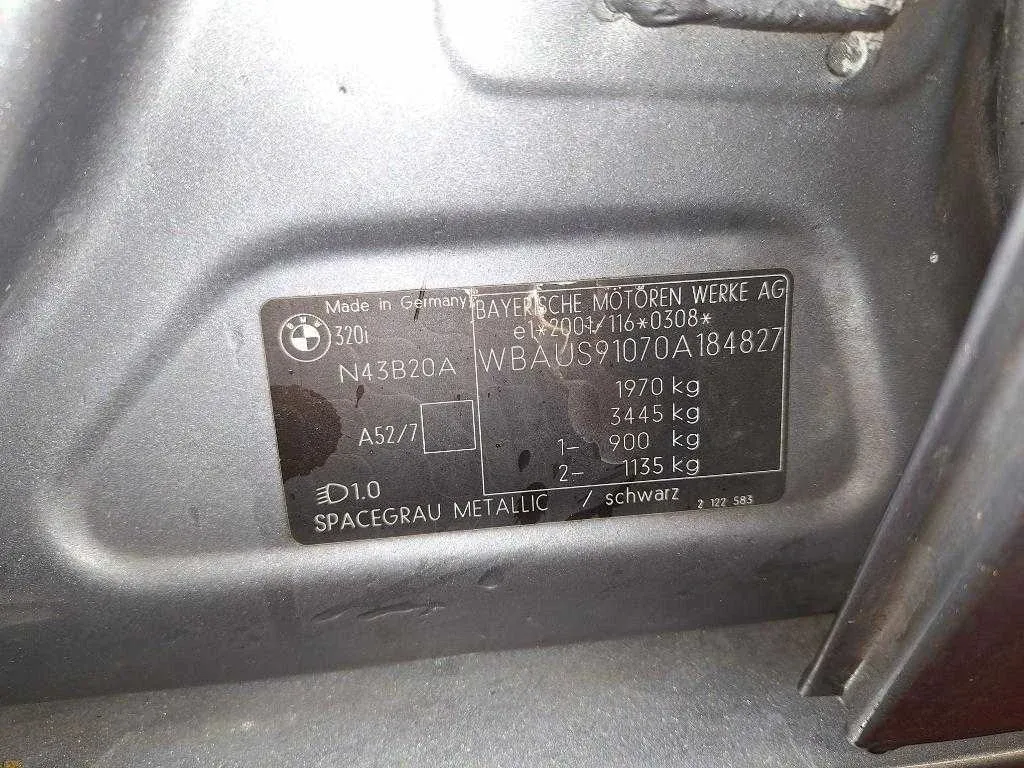 Made in Germany
BMW
320i
N43B20A
A52/7
1.0
SPACEGRAU METALLIC / schwarz
BAYERISCHE MOTOREN WERKE AG
e1*2001/116*0308*
WBAUS91070A184827
1970 kg
3445 kg
1- 900 kg
2- 1135 kg
2 122 583